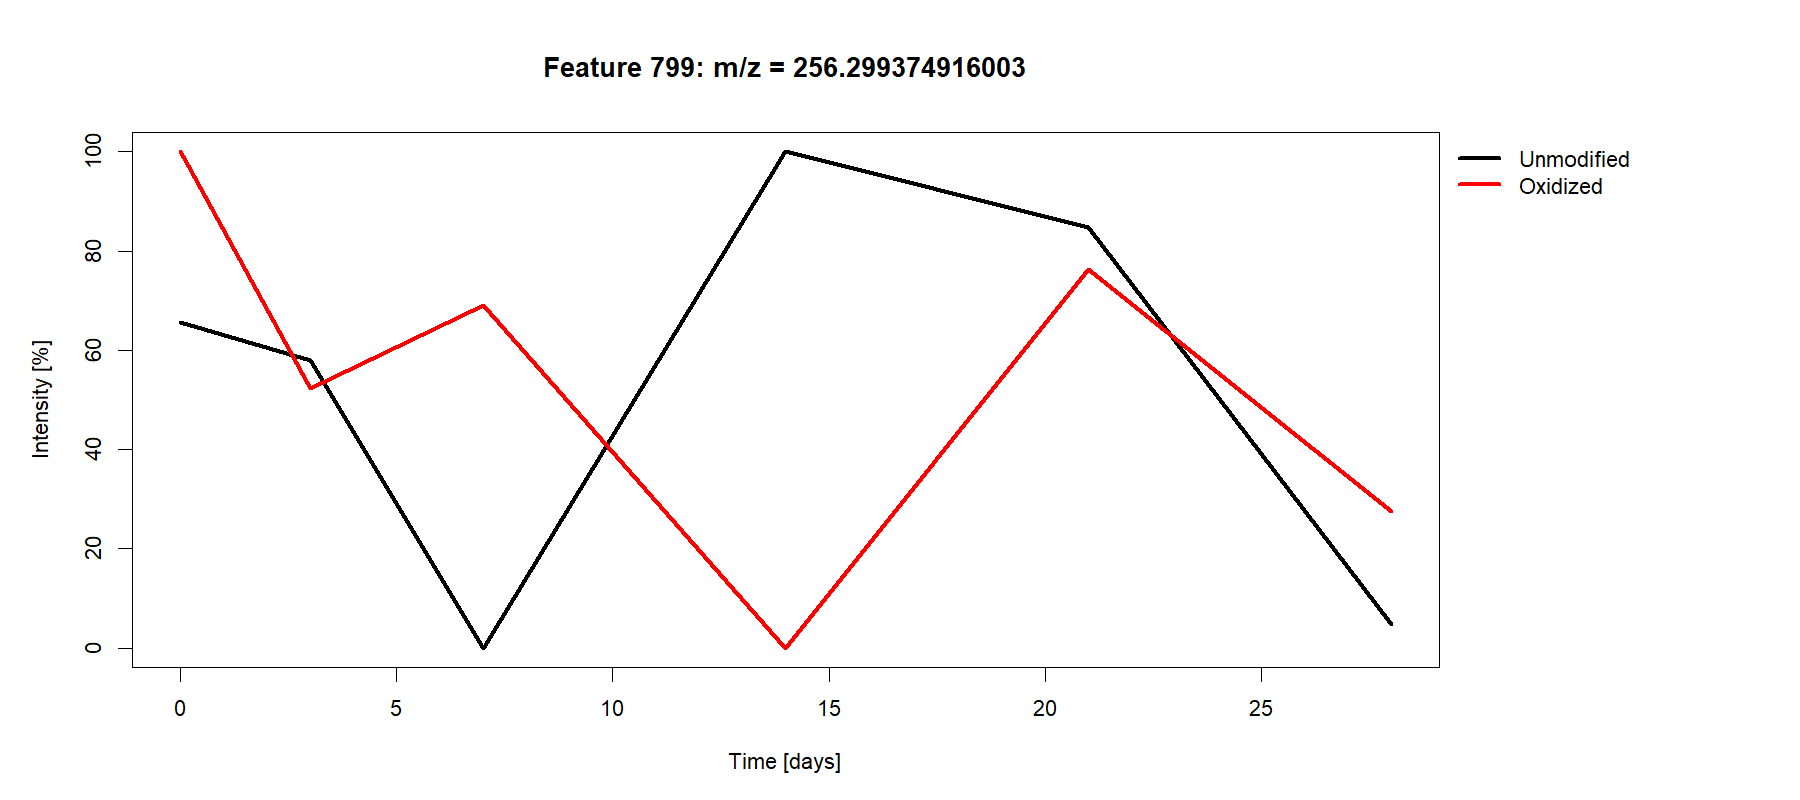 Feature 799: m/z = 256.299374916003
Unmodified
Oxidized
Intensity [%]
100
80
60
40
20
0
0 5 10 15 20 25
Time [days]